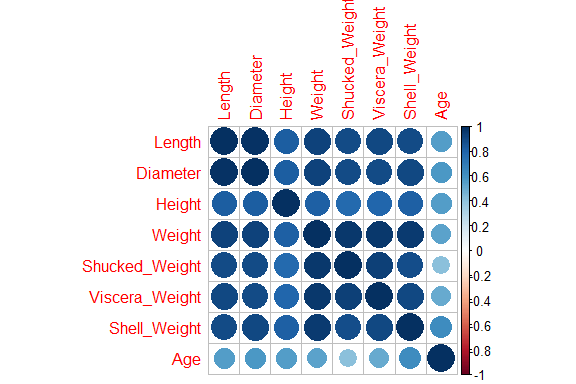 Length
Diameter
Height
Weight
Shucked_Weight
Viscera_Weight
Shell_Weight
Age
Length
Diameter
Height
Weight
Shucked_Weight
Viscera_Weight
Shell_Weight
Age
1
0.8
0.6
0.4
0.2
0
-0.2
-0.4
-0.6
-0.8
-1